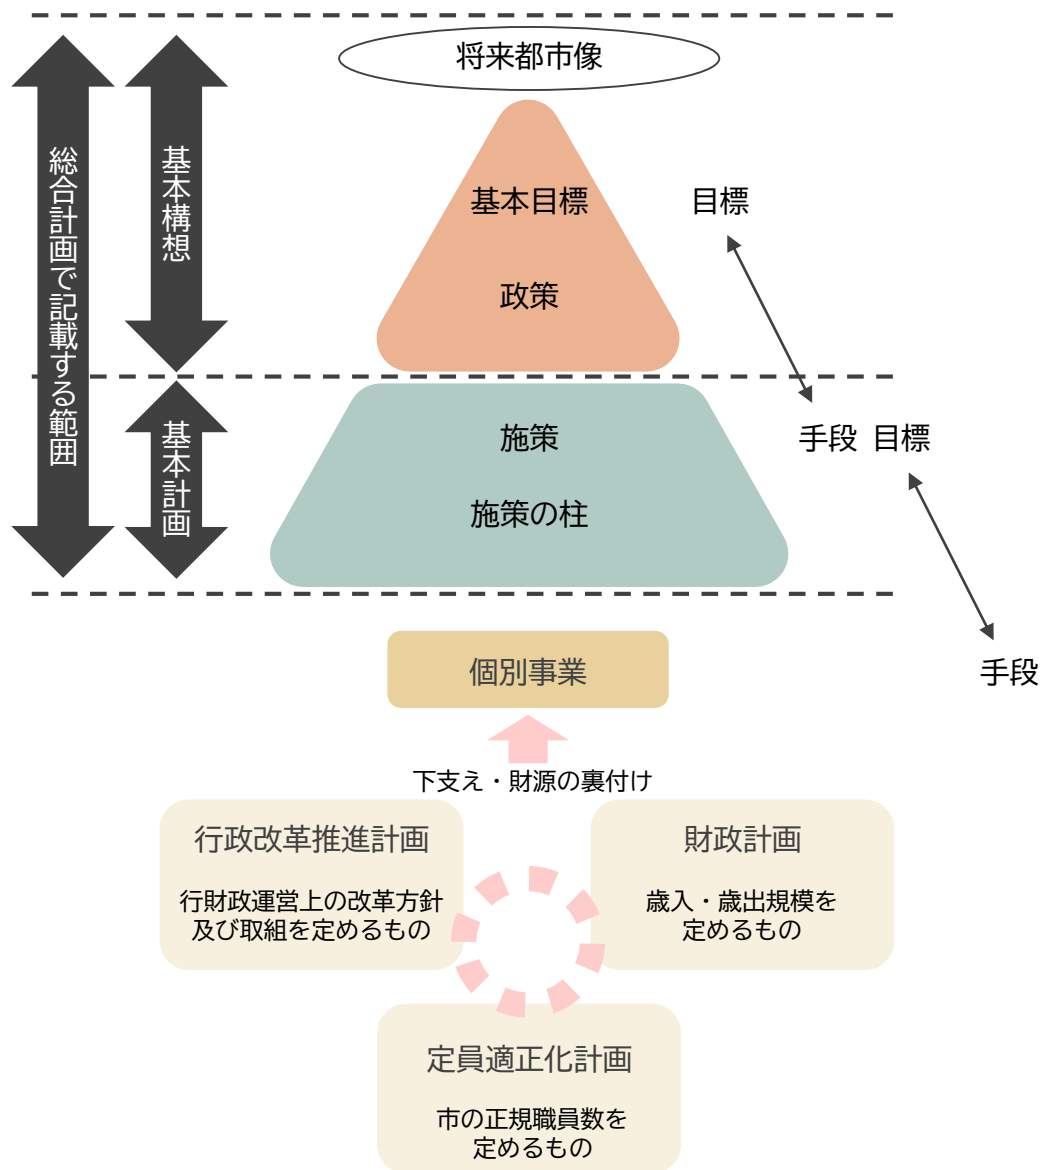 将来都市像
総合計画で記載する範囲
基本構想
基本目標
目標
政策
基本計画
施策
手段 目標
施策の柱
個別事業
手段
下支え・財源の裏付け
行政改革推進計画
行財政運営上の改革方針
及び取組を定めるもの
財政計画
歳入・歳出規模を
定めるもの
定員適正化計画
市の正規職員数を
定めるもの